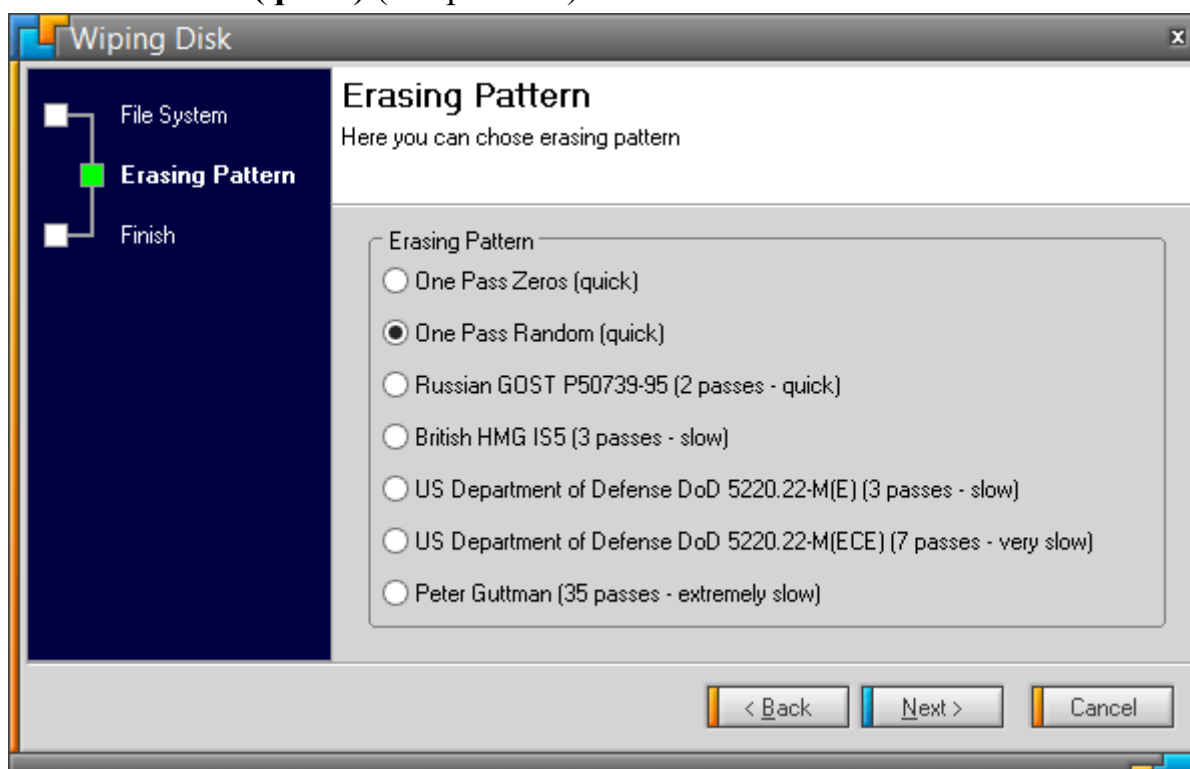 Wiping Disk
x
File System
Erasing Pattern
Finish
Erasing Pattern
Here you can chose erasing pattern
Erasing Pattern
One Pass Zeros (quick)
One Pass Random (quick)
Russian GOST P50739-95 (2 passes - quick)
British HMG IS5 (3 passes - slow)
US Department of Defense DoD 5220.22-M(E) (3 passes - slow)
US Department of Defense DoD 5220.22-M(ECE) (7 passes - very slow)
Peter Guttman (35 passes - extremely slow)
< Back
Next >
Cancel